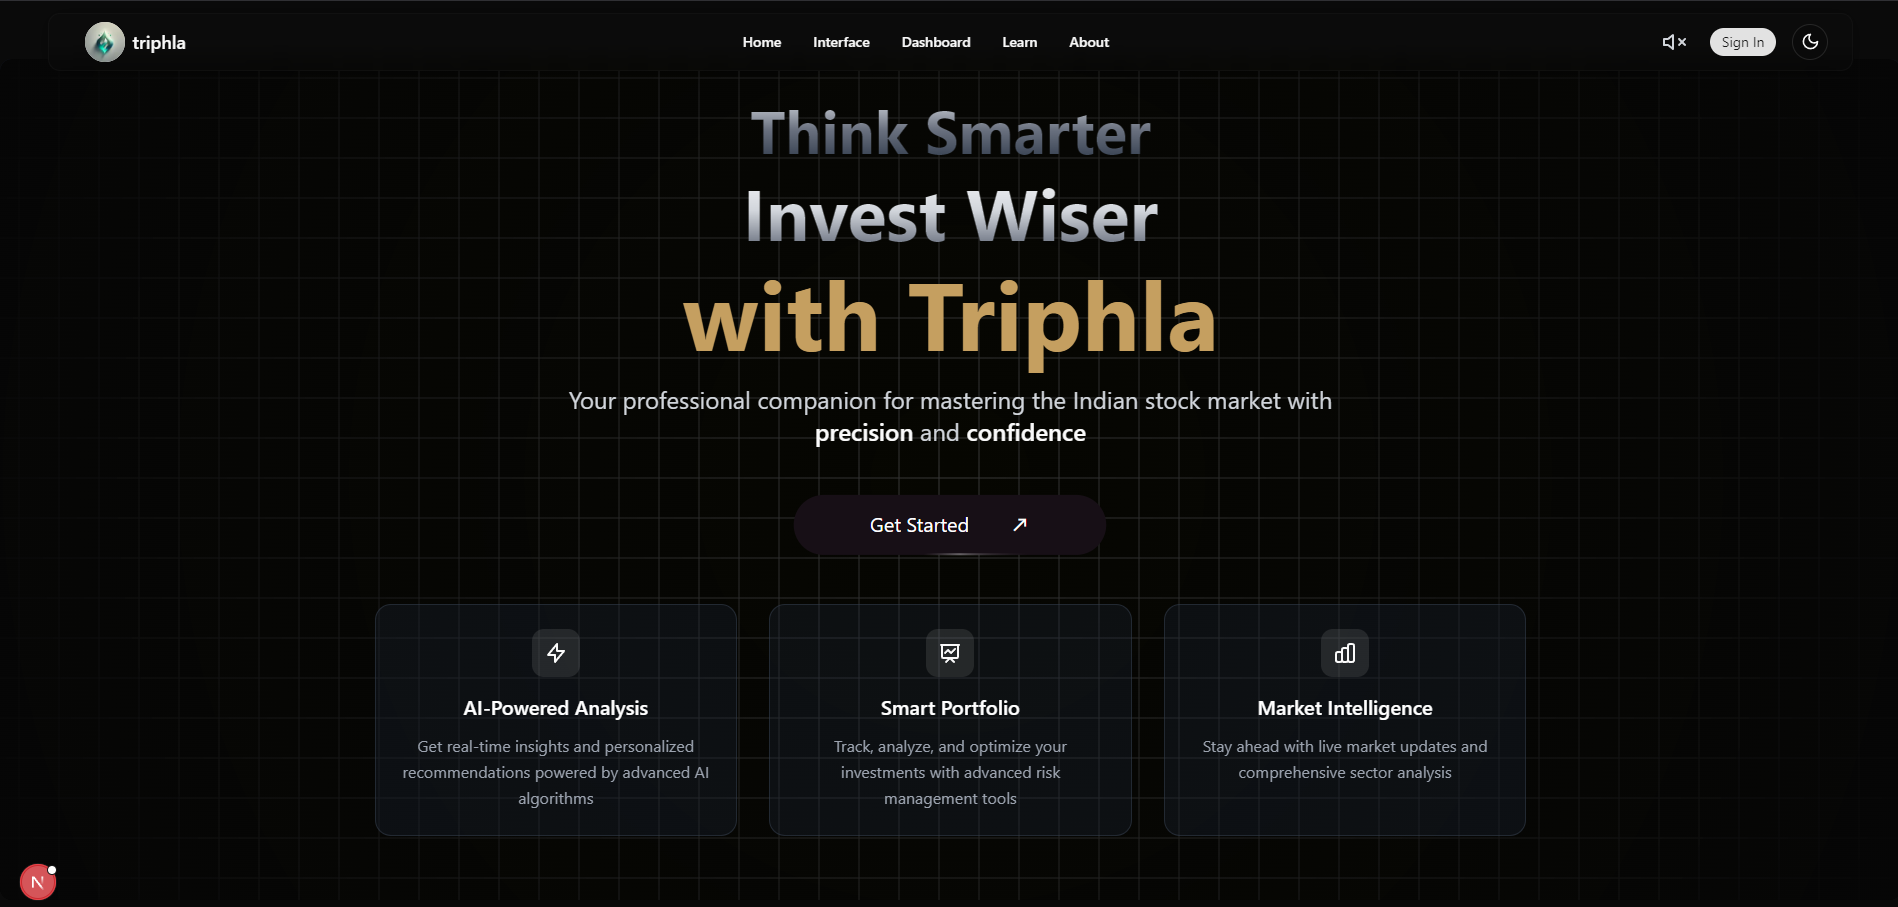 triphla
Home Interface Dashboard Learn About
Sign In
Think Smarter
Invest Wiser
with Triphla
Your professional companion for mastering the Indian stock market with
precision and confidence
Get Started
AI-Powered Analysis
Get real-time insights and personalized
recommendations powered by advanced AI
algorithms
Smart Portfolio
Track, analyze, and optimize your
investments with advanced risk
management tools
Market Intelligence
Stay ahead with live market updates and
comprehensive sector analysis
N